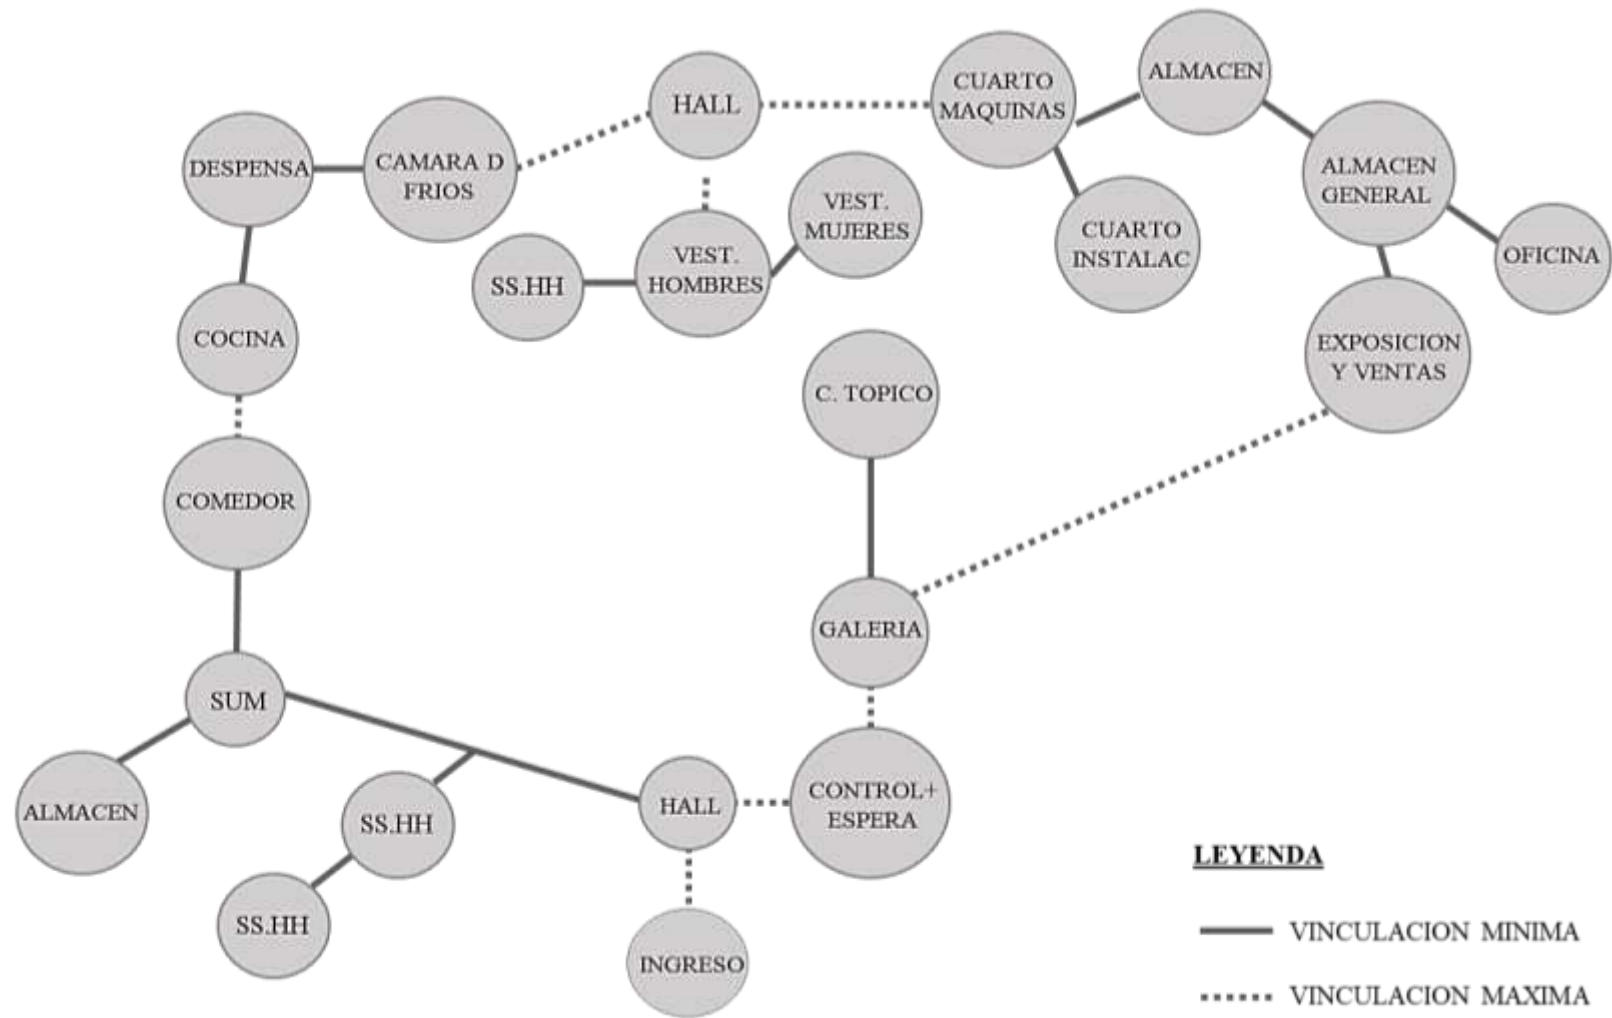 HALL
CUARTO
MAQUINAS
ALMACEN
DESPENSA
CAMARA D
FRIOS
ALMACEN
GENERAL
VEST.
MUJERES
CUARTO
INSTALAC
OFICINA
SS.HH
VEST.
HOMBRES
COCINA
C. TOPICO
EXPOSICION
Y VENTAS
COMEDOR
GALERIA
SUM
ALMACEN
SS.HH
HALL
CONTROL+
ESPERA
SS.HH
INGRESO
LEYENDA
VINCULACION MINIMA
VINCULACION MAXIMA